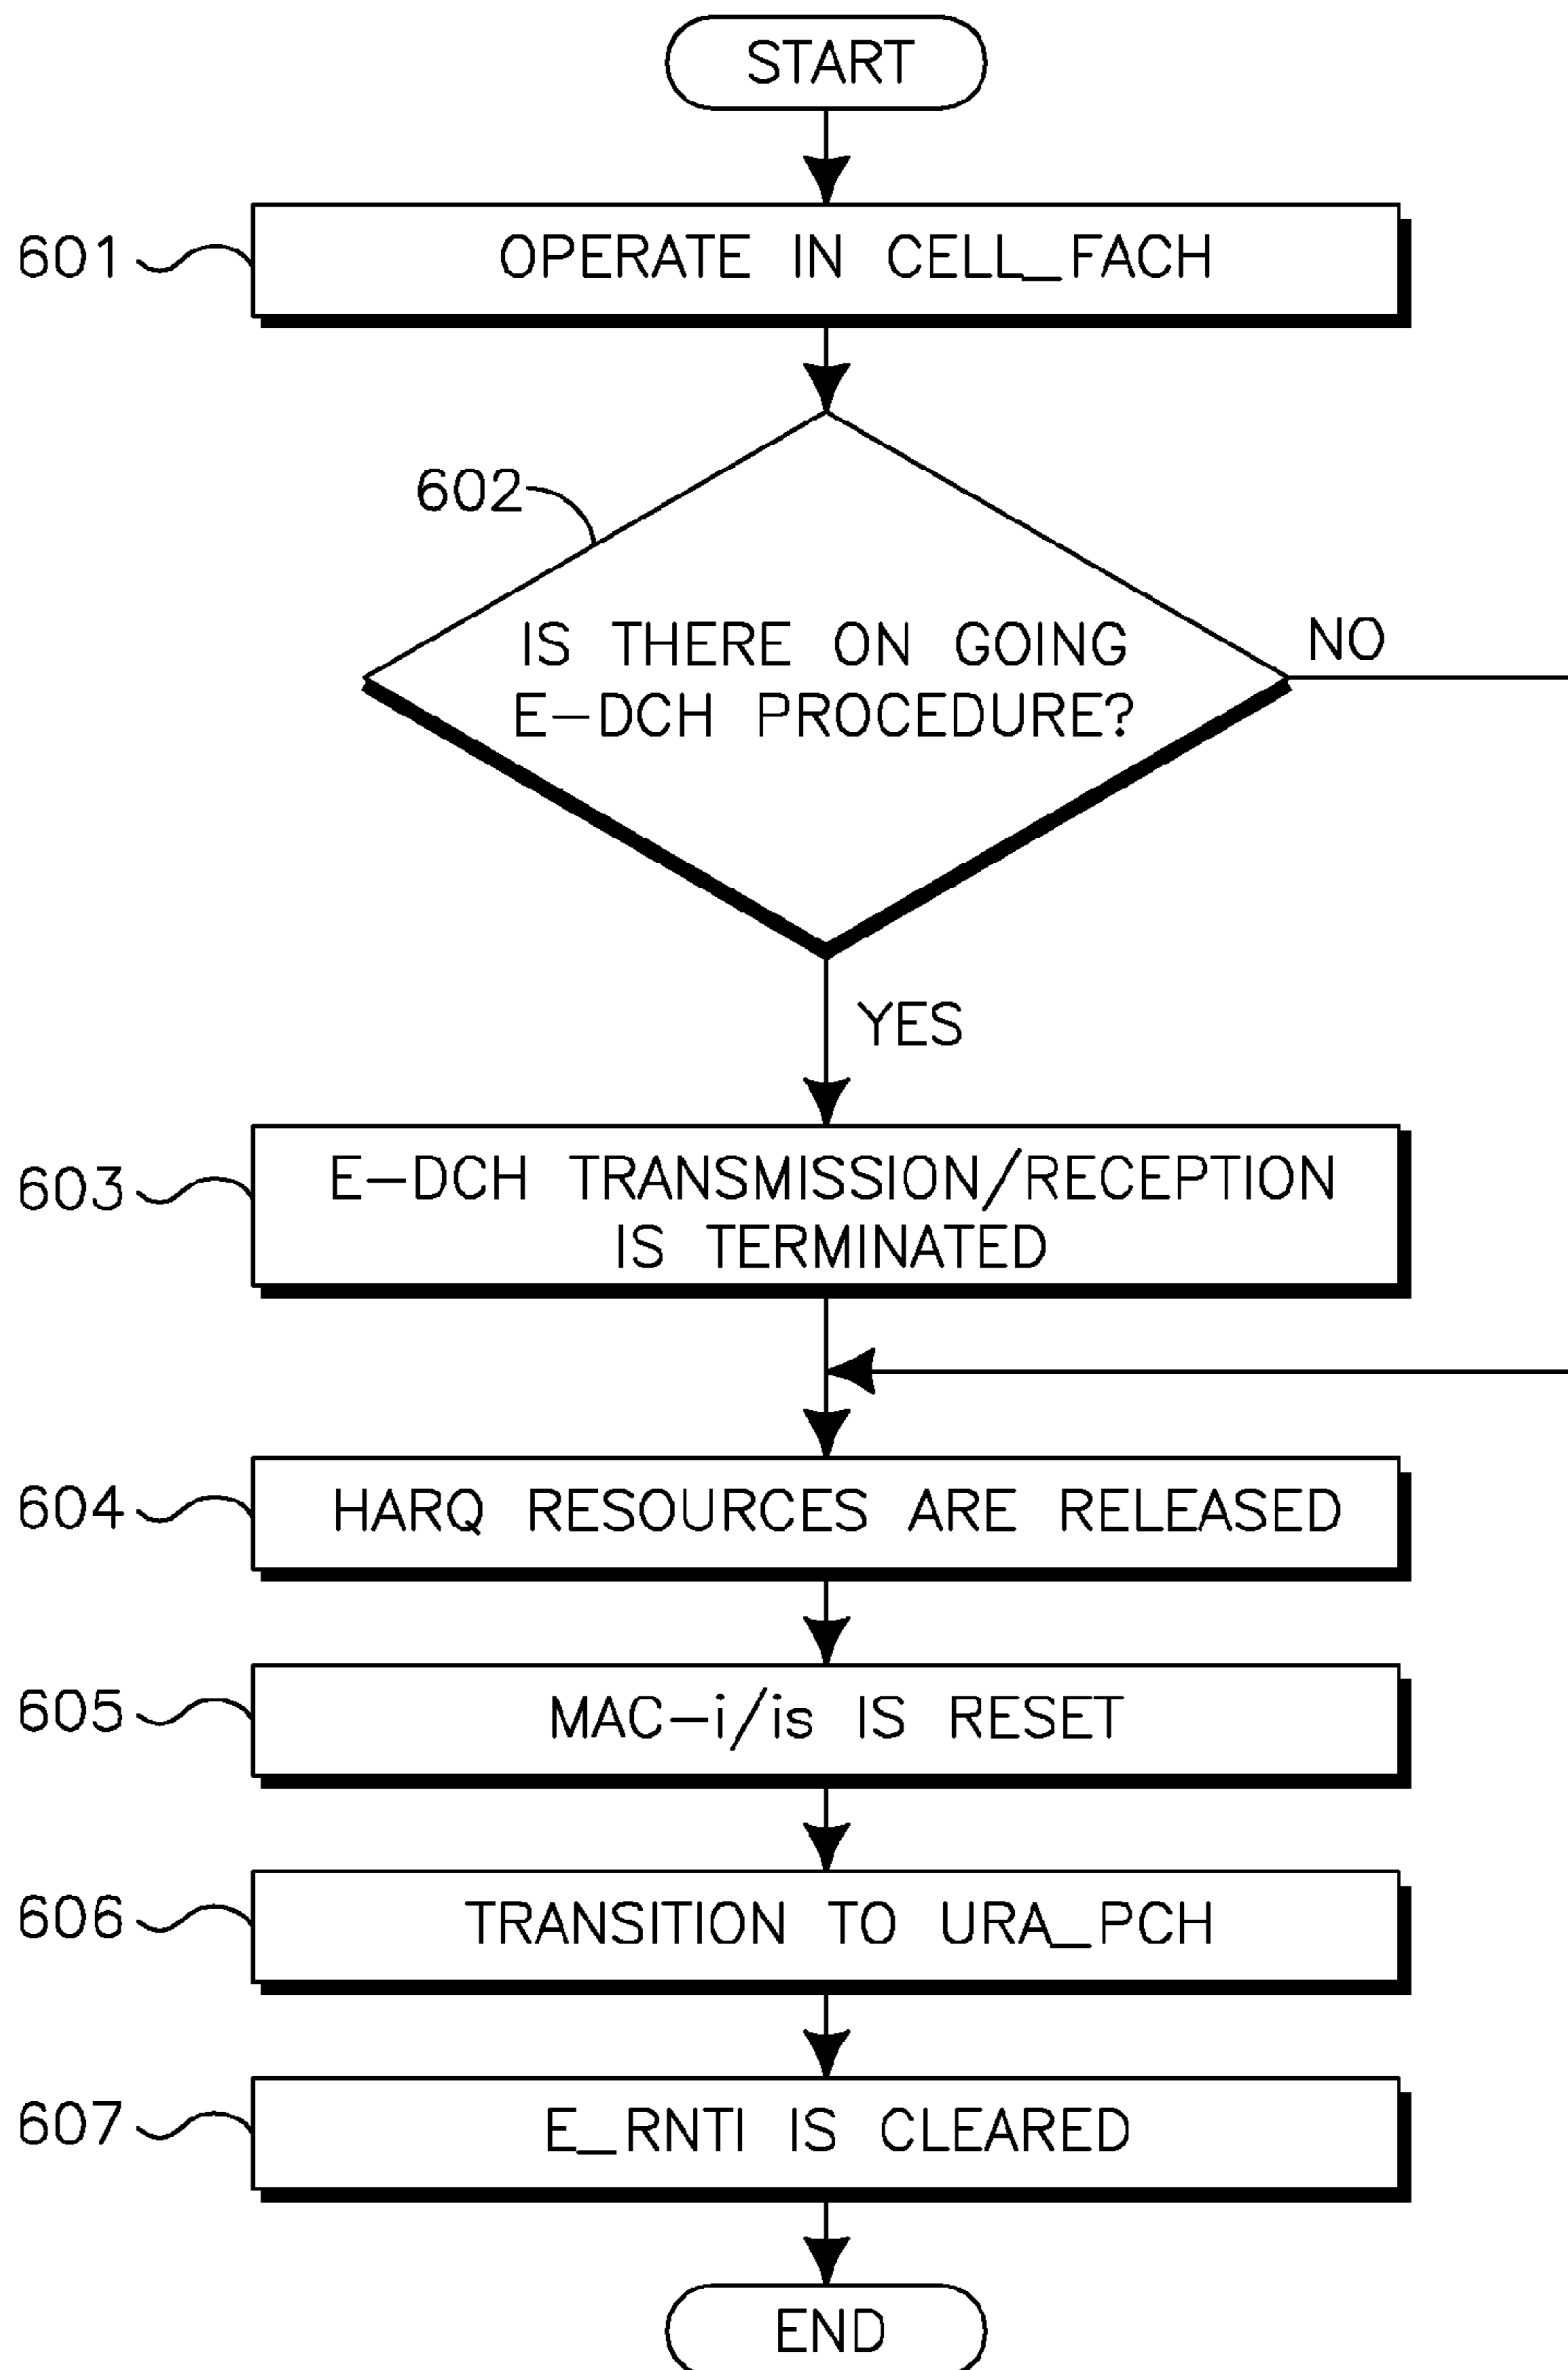 START
601
OPERATE IN CELL_FACH
602
IS THERE ON GOING
E-DCH PROCEDURE?
NO
YES
603
E-DCH TRANSMISSION/RECEPTION
IS TERMINATED
604
HARQ RESOURCES ARE RELEASED
605
MAC-i/is IS RESET
606
TRANSITION TO URA_PCH
607
E_RNTI IS CLEARED
END